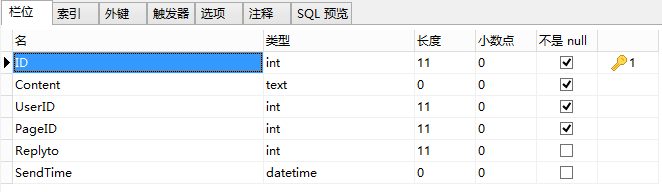 栏位 索引 外键 触发器 选项 注释 SQL 预览
名 类型 长度 小数点 不是 null
ID int 11 0 1
Content text 0 0
UserID int 11 0
PageID int 11 0
Replyto int 11 0
SendTime datetime 0 0